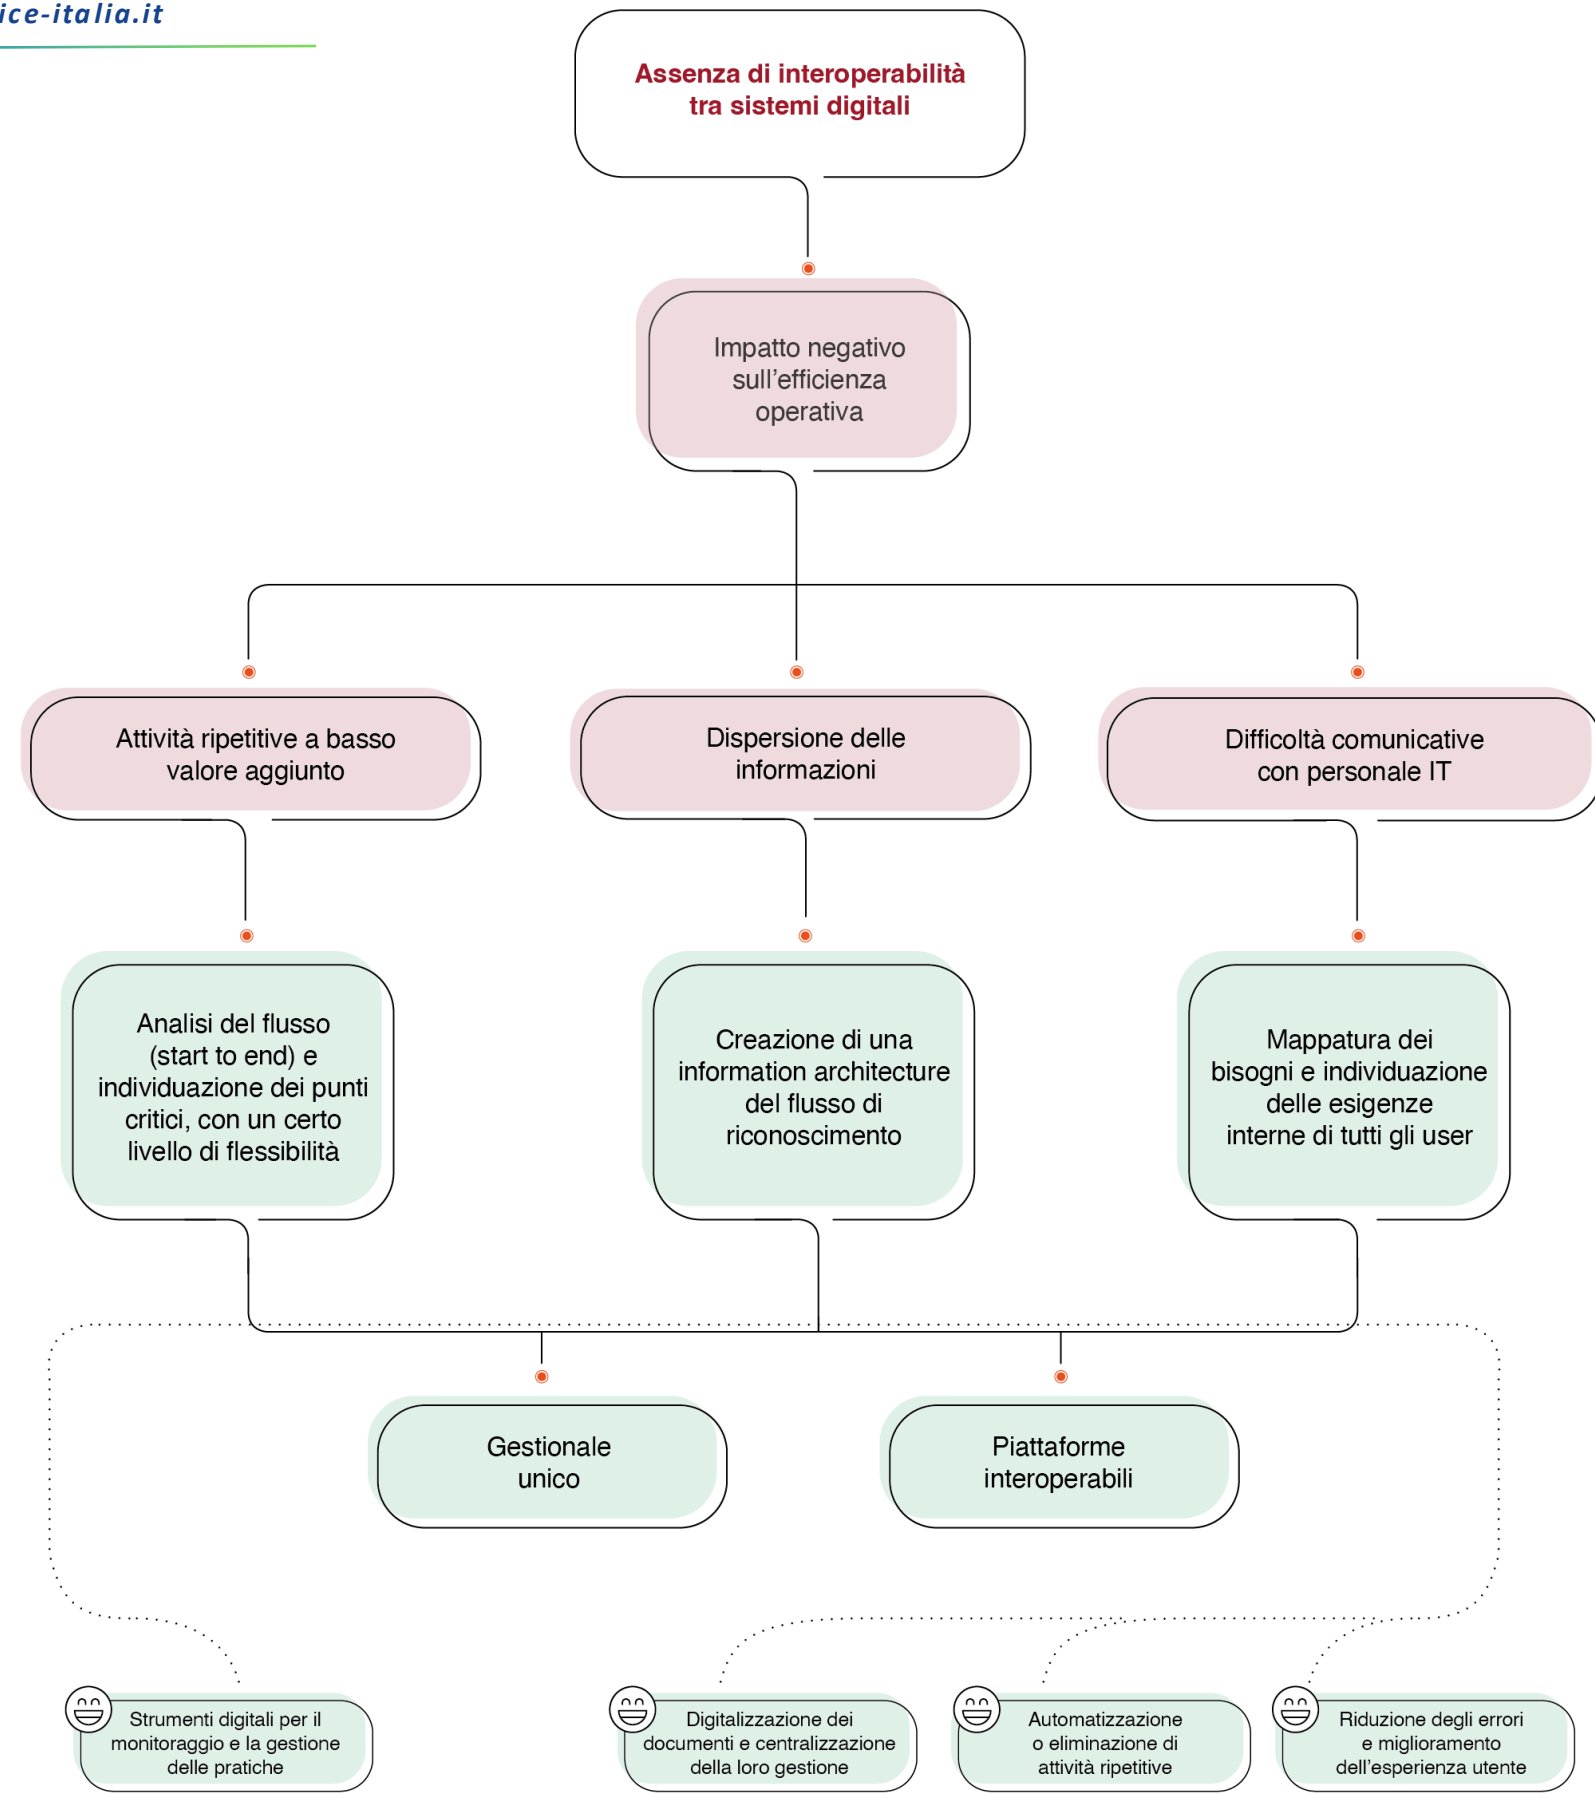 ice-italia.it
Assenza di interoperabilità
tra sistemi digitali
Impatto negativo
sull’efficienza
operativa
Attività ripetitive a basso
valore aggiunto
Dispersione delle
informazioni
Difficoltà comunicative
con personale IT
Analisi del flusso
(start to end) e
individuazione dei punti
critici, con un certo
livello di flessibilità
Creazione di una
information architecture
del flusso di
riconoscimento
Mappatura dei
bisogni e individuazione
delle esigenze
interne di tutti gli user
Gestionale
unico
Piattaforme
interoperabili
Strumenti digitali per il
monitoraggio e la gestione
delle pratiche
Digitalizzazione dei
documenti e centralizzazione
della loro gestione
Automatizzazione
o eliminazione di
attività ripetitive
Riduzione degli errori
e miglioramento
dell’esperienza utente